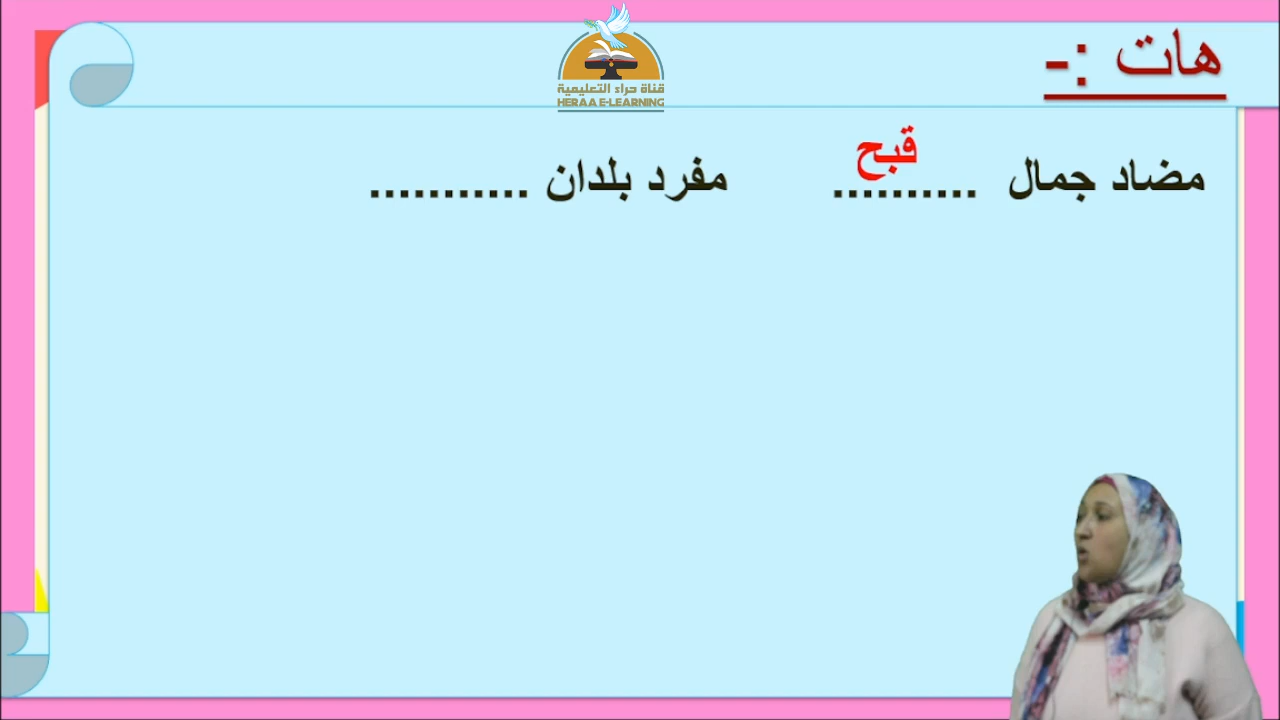 قناة حراء التعليمية
HERAA E-LEARNING
هات :-
قبح
مضاد جمال .......... مفرد بلدان ...........